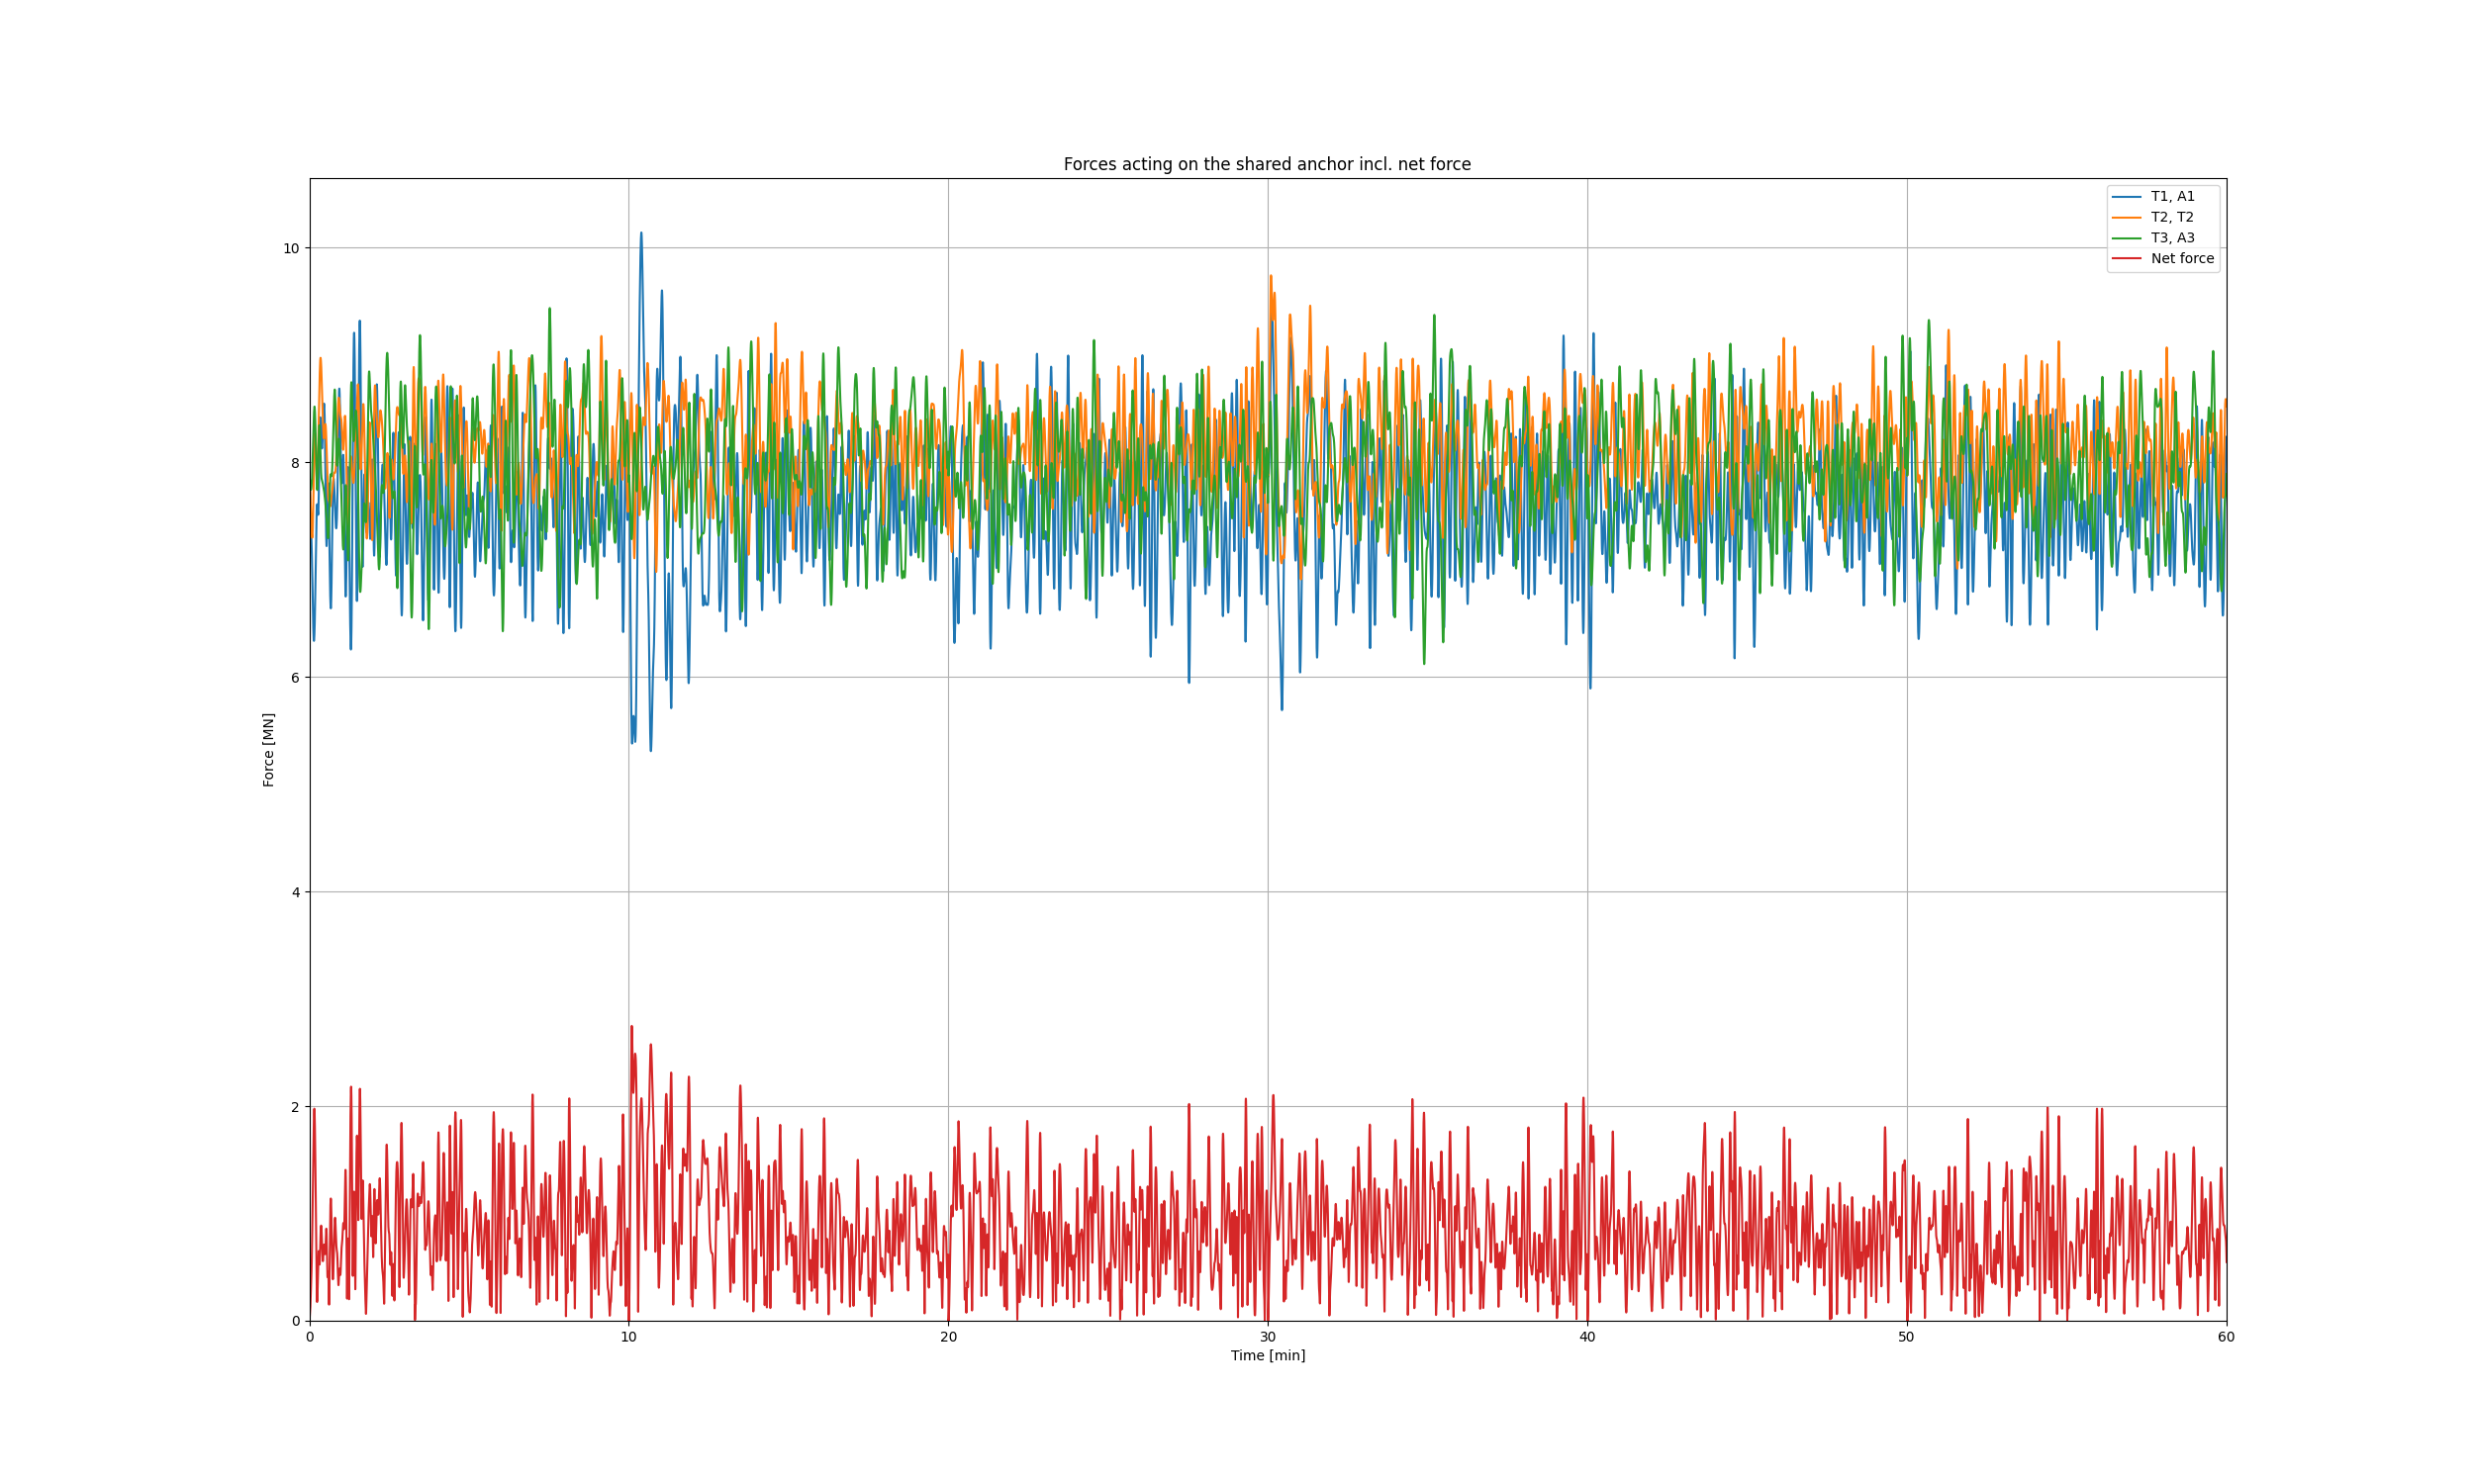 Forces acting on the shared anchor incl. net force
T1, A1
T2, T2
T3, A3
Net force
10
8
6
4
2
0
Force [MN]
0 10 20 30 40 50 60
Time [min]